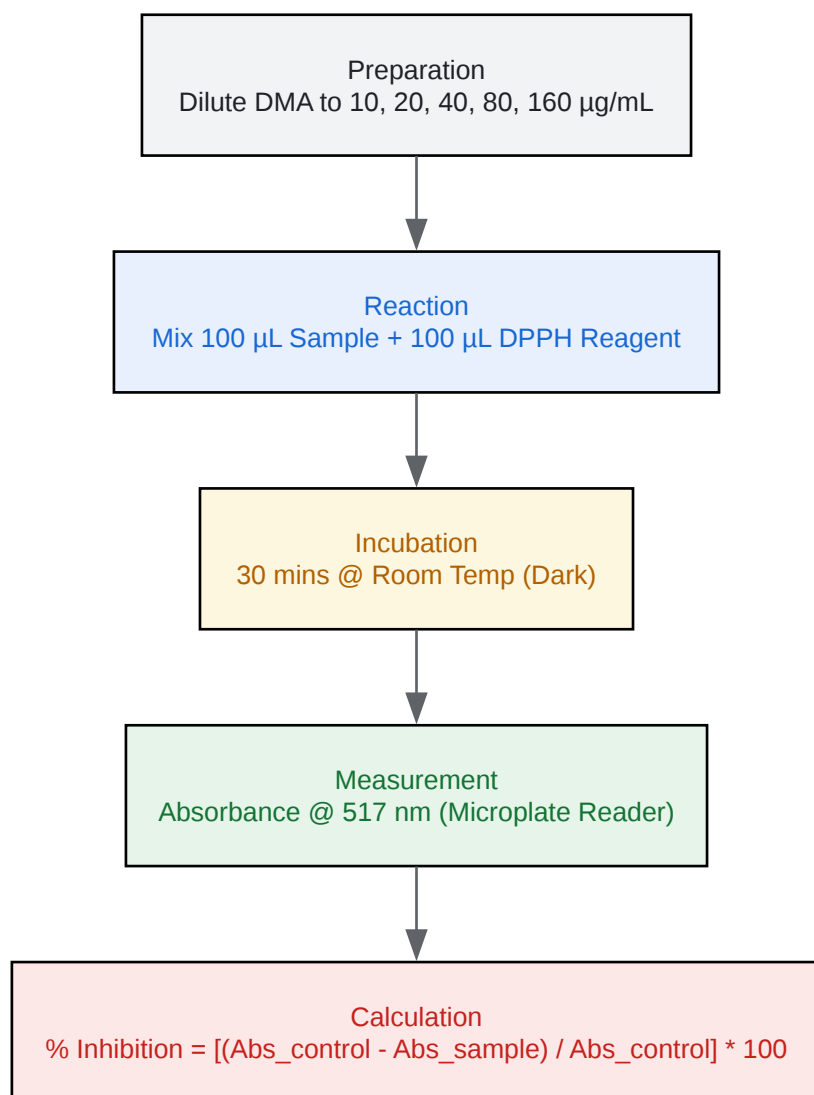 Preparation
Dilute DMA to 10, 20, 40, 80, 160 µg/mL
Reaction
Mix 100 µL Sample + 100 µL DPPH Reagent
Incubation
30 mins @ Room Temp (Dark)
Measurement
Absorbance @ 517 nm (Microplate Reader)
Calculation
% Inhibition = [(Abs_control - Abs_sample) / Abs_control] * 100